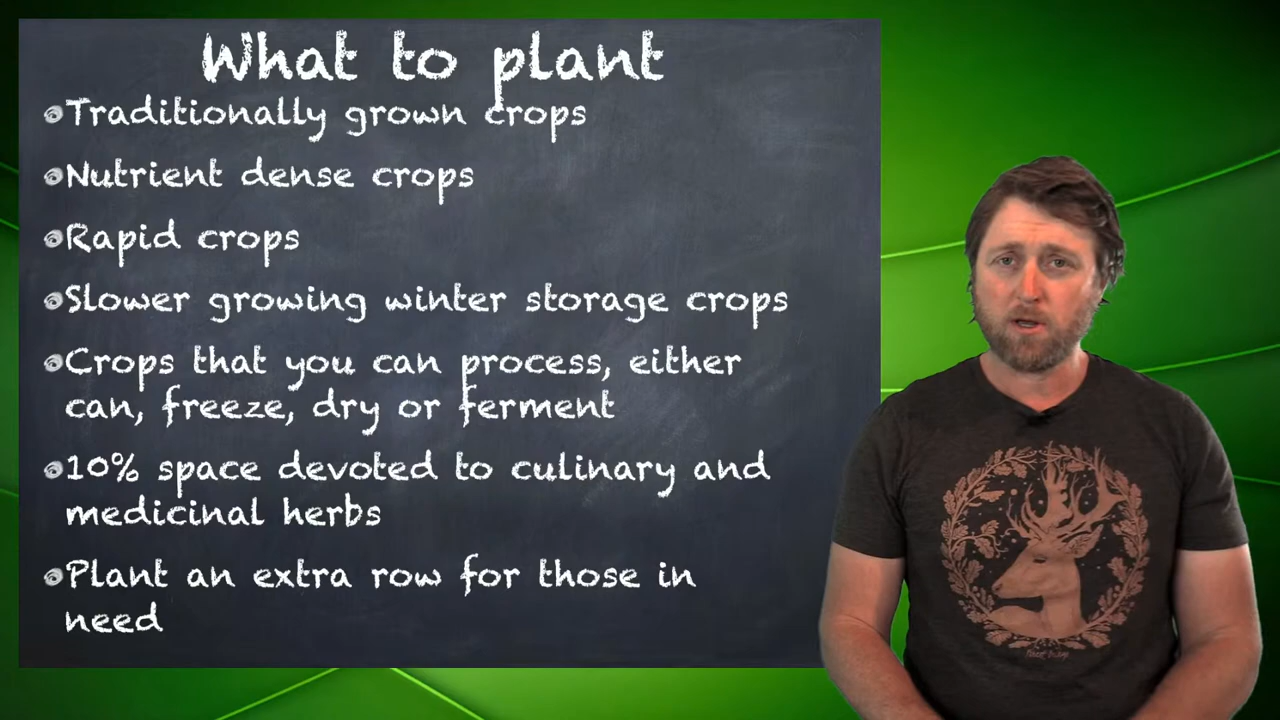 What to plant
Traditionally grown crops
Nutrient dense crops
Rapid crops
Slower growing winter storage crops
Crops that you can process, either
can, freeze, dry or ferment
10% space devoted to culinary and
medicinal herbs
Plant an extra row for those in
need